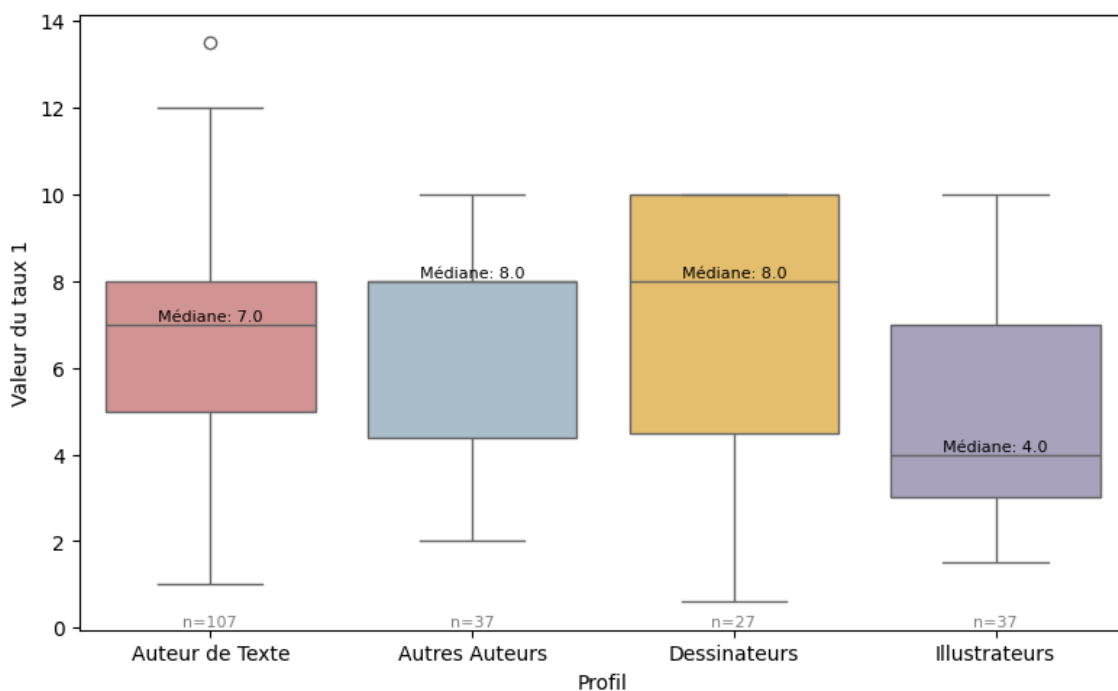 14
12
10
8
6
4
2
0
Valeur du taux 1
Médiane: 7.0
Médiane: 8.0
Médiane: 8.0
Médiane: 4.0
n=107
n=37
n=27
n=37
Auteur de Texte
Autres Auteurs
Dessinateurs
Illustrateurs
Profil